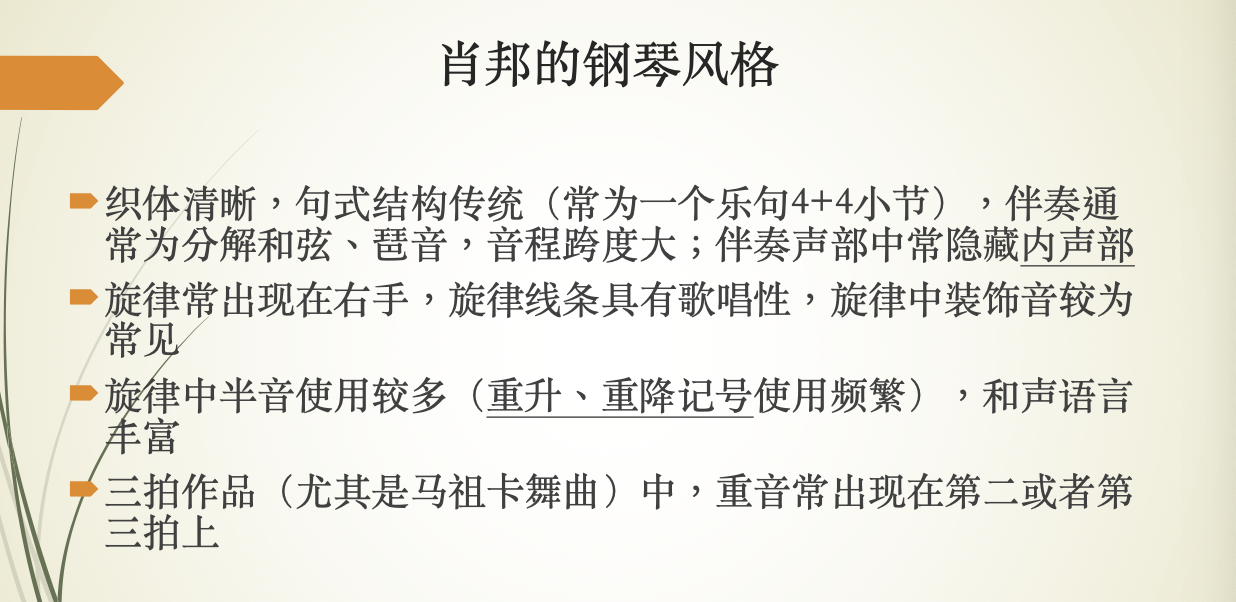 肖邦的钢琴风格
织体清晰，句式结构传统（常为一个乐句4+4小节），伴奏通
常为分解和弦、琶音，音程跨度大；伴奏声部中常隐藏内声部
旋律常出现在右手，旋律线条具有歌唱性，旋律中装饰音较为
常见
旋律中半音使用较多（重升、重降记号使用频繁），和声语言
丰富
三拍作品（尤其是马祖卡舞曲）中，重音常出现在第二或者第
三拍上